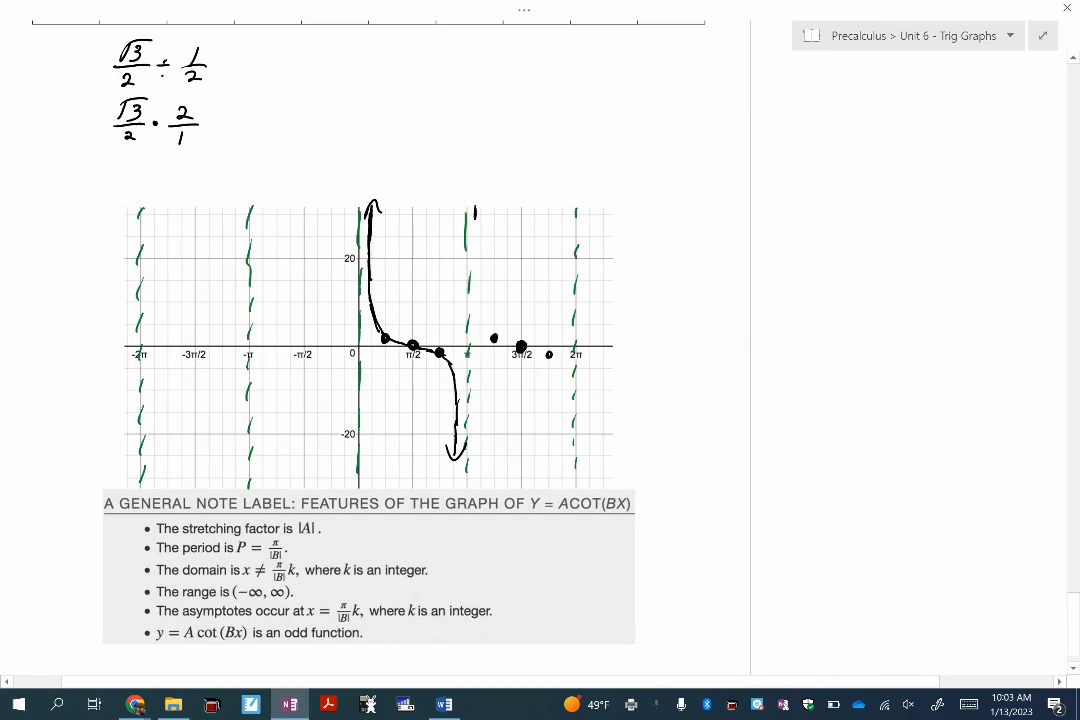 ...
Precalculus > Unit 6 - Trig Graphs
√3/2 ÷ 1/2
√3/2 · 2/1
20
-2π -3π/2 -π -π/2 0 π/2 π 3π/2 2π
-20
A GENERAL NOTE LABEL: FEATURES OF THE GRAPH OF Y = ACOT(BX)
• The stretching factor is |A|.
• The period is P = π/|B|.
• The domain is x ≠ π/|B| k, where k is an integer.
• The range is (−∞, ∞).
• The asymptotes occur at x = π/|B| k, where k is an integer.
• y = A cot (Bx) is an odd function.
49°F
10:03 AM
1/13/2023
2